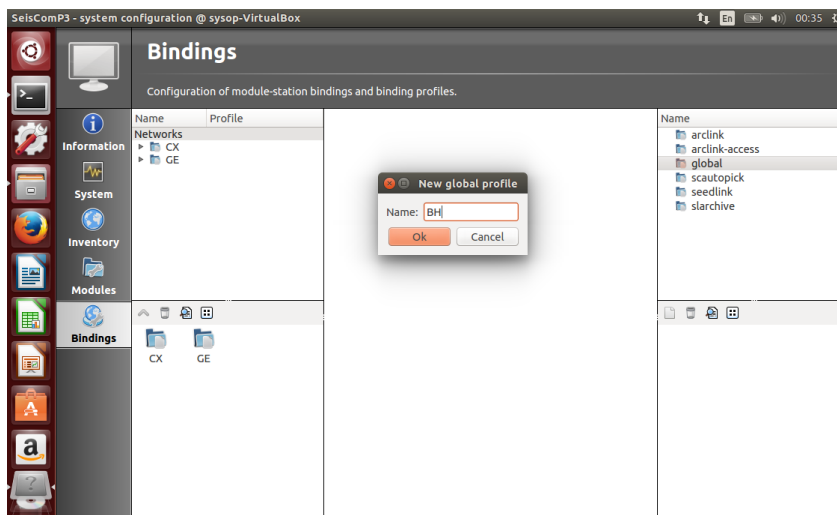 SeisComP3 - system configuration @ sysop-VirtualBox
En
00:35
Bindings
Configuration of module-station bindings and binding profiles.
Information
System
Inventory
Modules
Bindings
Name Profile
Networks
CX
GE
CX
GE
New global profile
Name: BH
Ok
Cancel
Name
arclink
arclink-access
global
scautopick
seedlink
slarchive